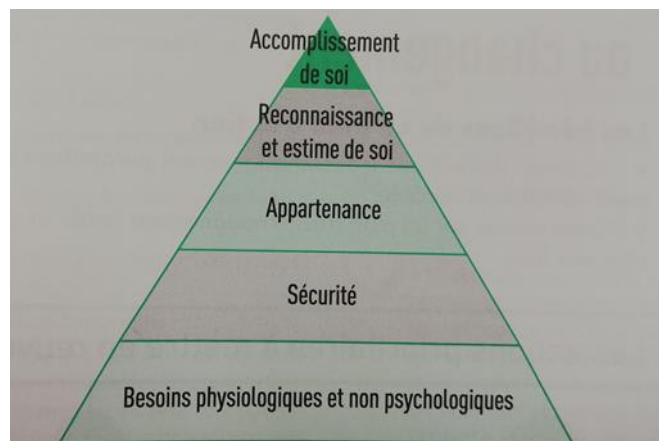 Accomplissement
de soi
Reconnaissance
et estime de soi
Appartenance
Sécurité
Besoins physiologiques et non psychologiques